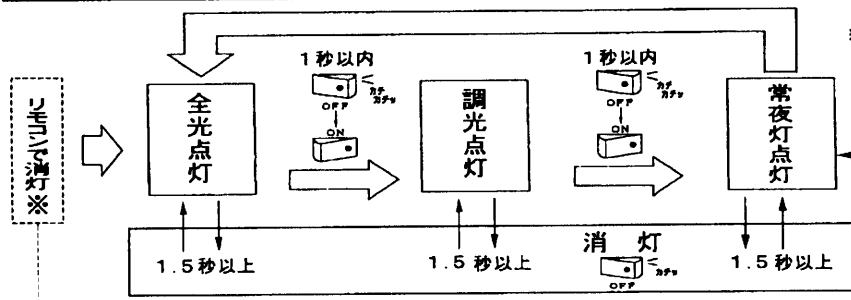 リモコンで消灯※
全光点灯
1秒以内
カチ
カチッ
OFF
ON
調光点灯
1秒以内
カチ
カチッ
OFF
ON
常夜灯点灯
1.5秒以上
1.5秒以上
消 灯
カチッ
OFF
1.5秒以上